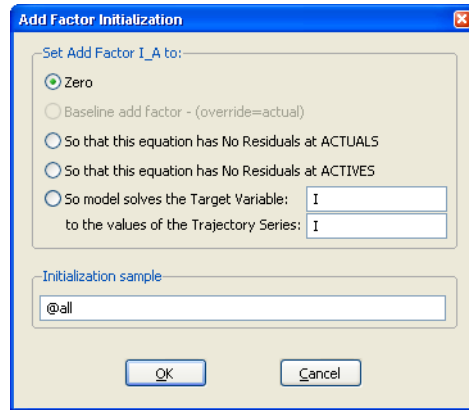 Add Factor Initialization
Set Add Factor I_A to:
Zero
Baseline add factor - (override=actual)
So that this equation has No Residuals at ACTUALS
So that this equation has No Residuals at ACTIVES
So model solves the Target Variable: I
to the values of the Trajectory Series: I
Initialization sample
@all
OK Cancel